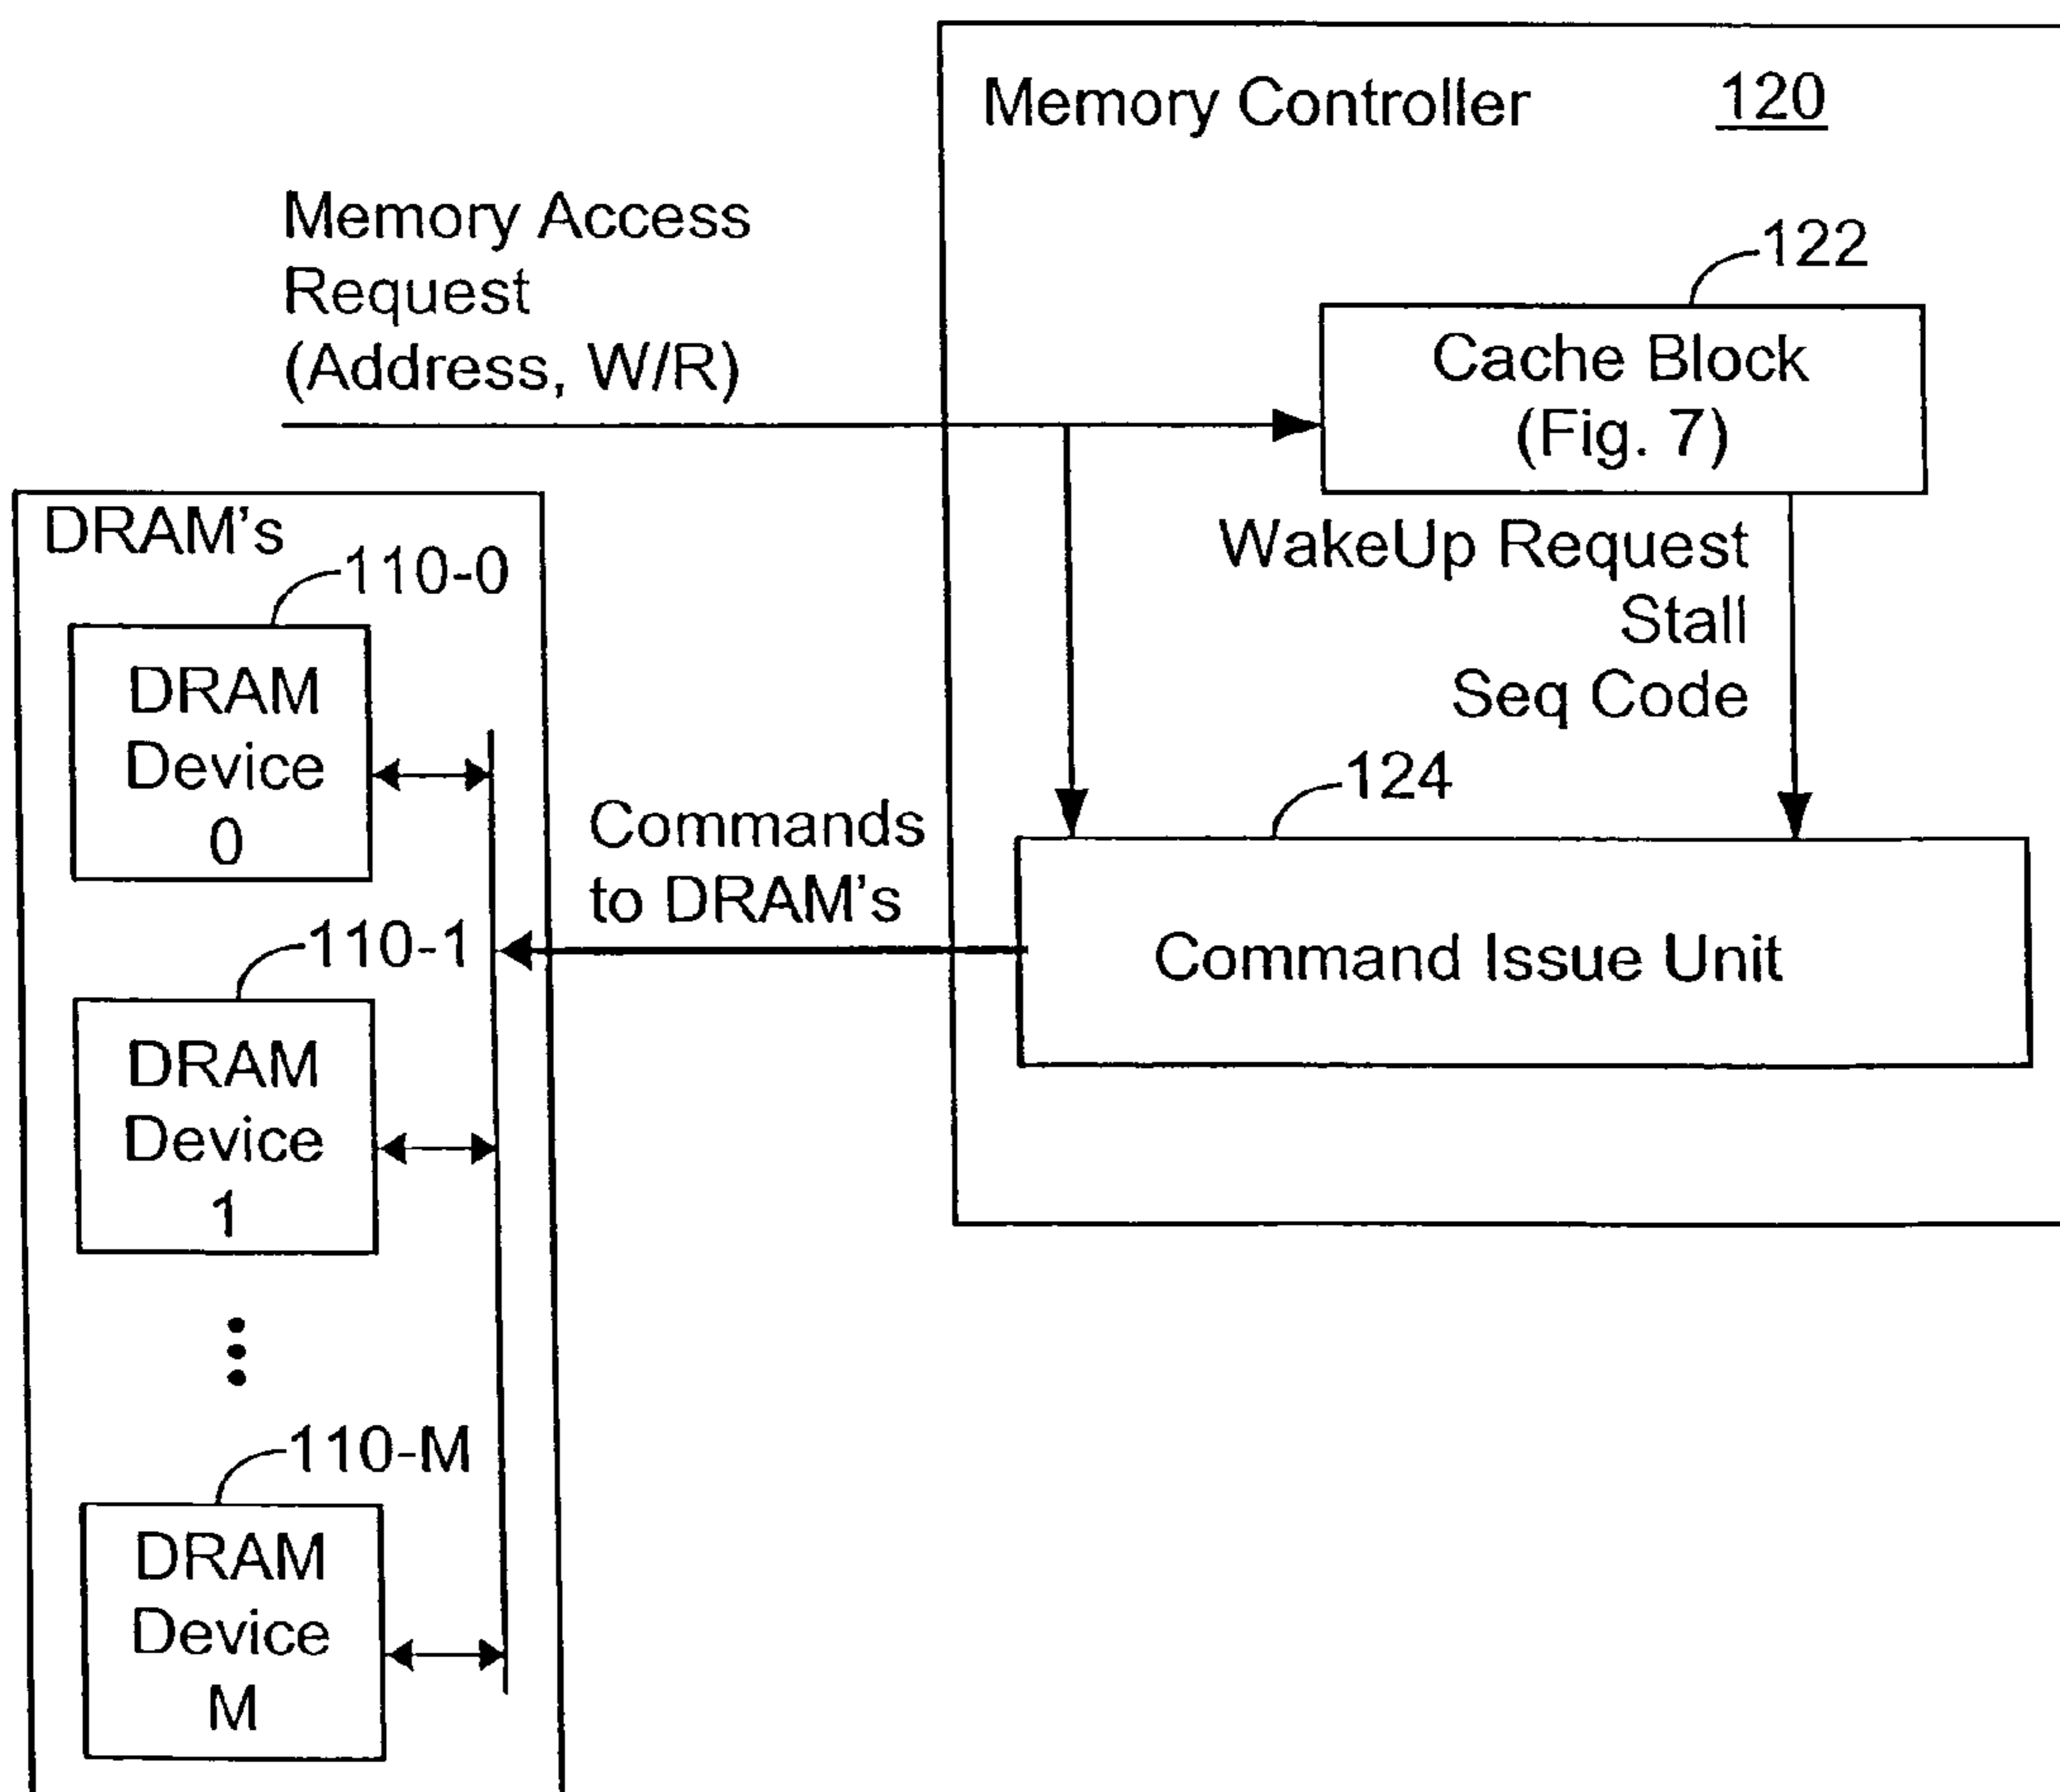 Memory Controller 120
Memory Access
Request
(Address, W/R)
122
Cache Block
(Fig. 7)
WakeUp Request
Stall
Seq Code
124
Command Issue Unit
Commands
to DRAM's
DRAM's
110-0
DRAM
Device
0
110-1
DRAM
Device
1
110-M
DRAM
Device
M